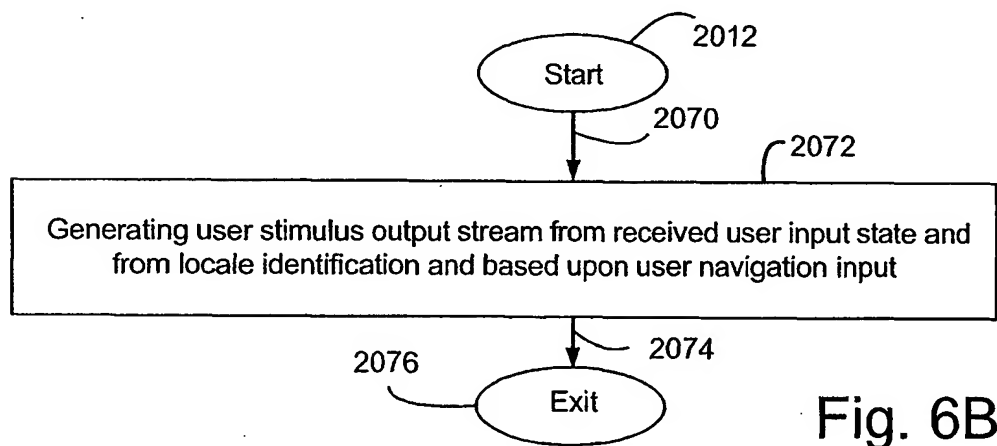 2012
Start
2070
2072
Generating user stimulus output stream from received user input state and
from locale identification and based upon user navigation input
2074
2076
Exit
Fig. 6B